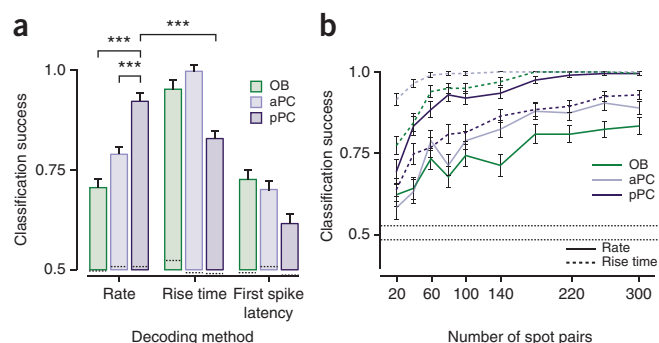 a
b
***
***
***
Classification success
1.0
0.75
0.5
OB
aPC
pPC
Rate
Rise time
First spike
latency
Decoding method
Classification success
1.0
0.75
0.5
OB
aPC
pPC
Rate
Rise time
20
60
100
140
220
300
Number of spot pairs